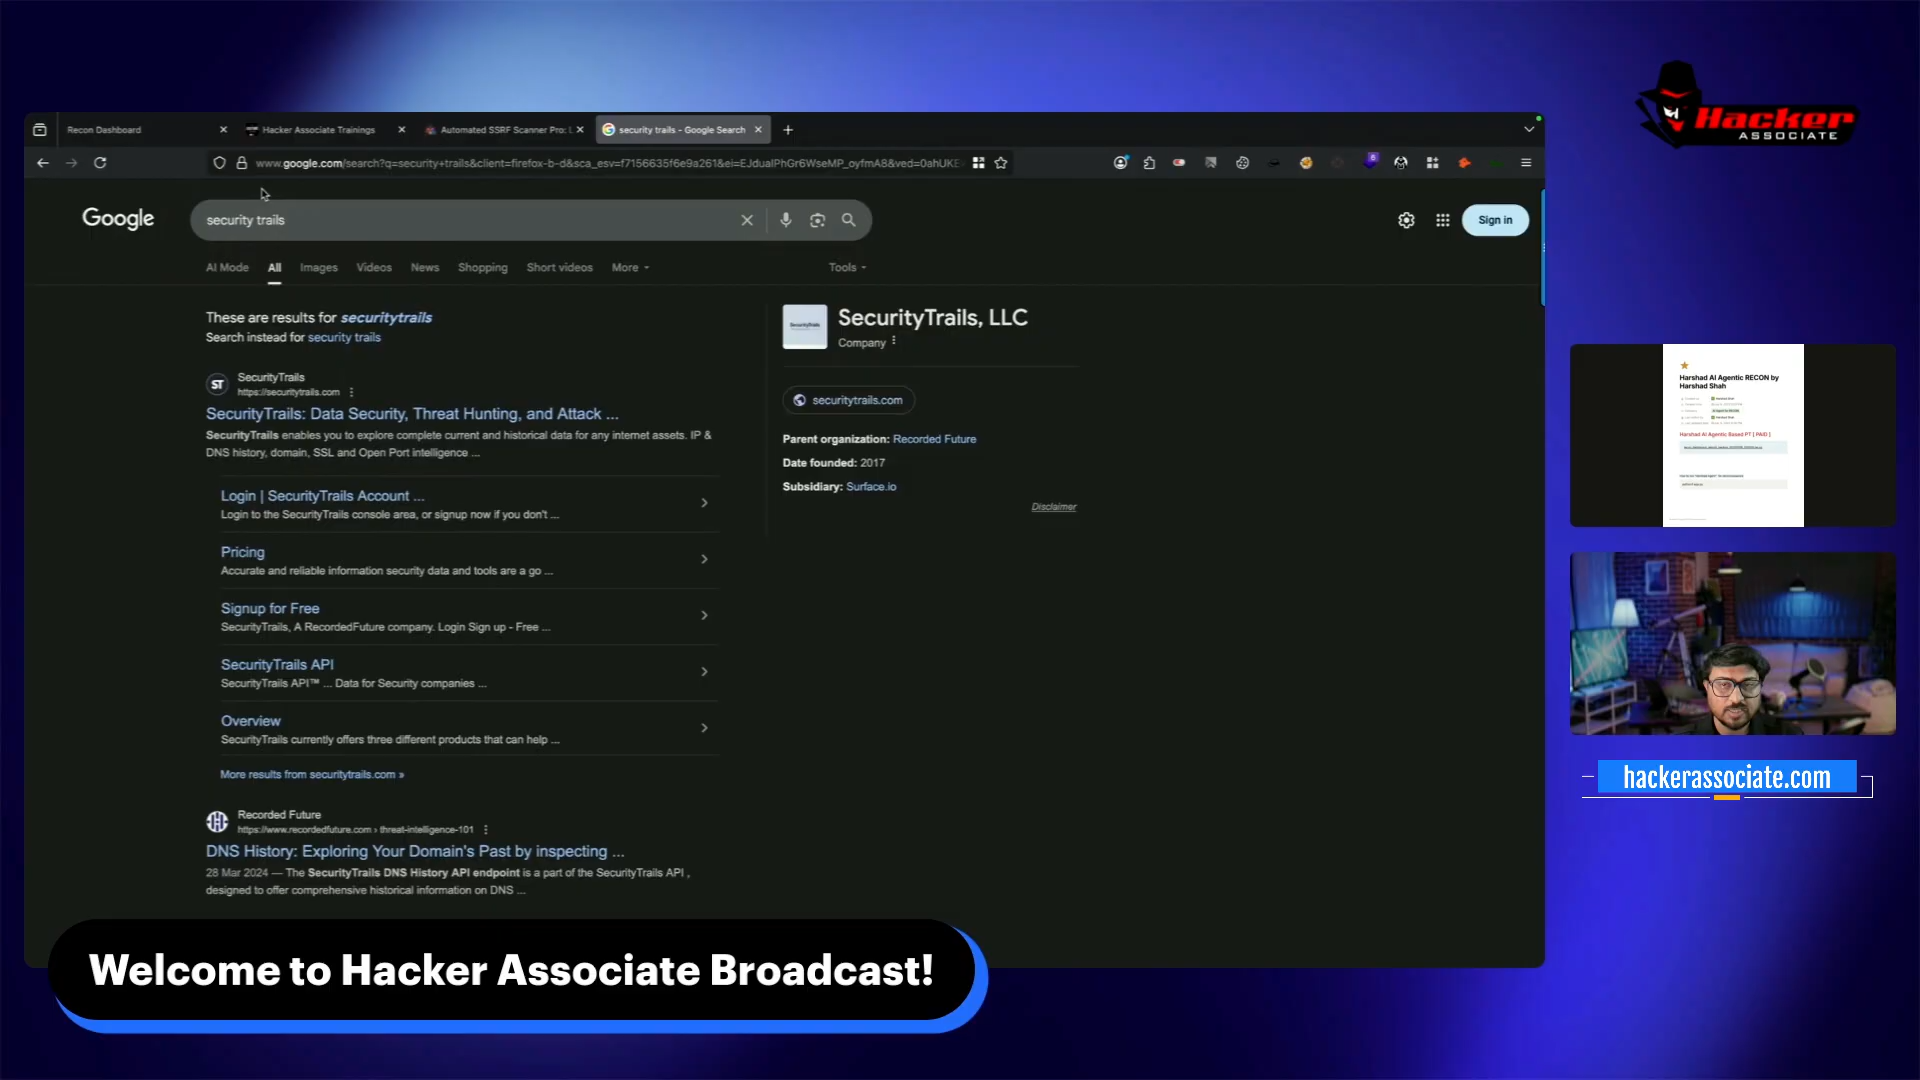 Hacker
ASSOCIATE
Recon Dashboard
Hacker Associate Trainings
Automated SSRF Scanner Pro: L
security trails - Google Search
www.google.com/search?q=security+trails&client=firefox-b-d&sca_esv=f7156635f6e9a261&ei=EJduaIPhGr6WseMP_oyfmA8&ved=0ahUKE
8
Google
security trails
Sign in
AI Mode
All
Images
Videos
News
Shopping
Short videos
More
Tools
These are results for securitytrails
Search instead for security trails
ST
SecurityTrails
https://securitytrails.com
SecurityTrails: Data Security, Threat Hunting, and Attack ...
SecurityTrails enables you to explore complete current and historical data for any internet assets. IP &
DNS history, domain, SSL and Open Port intelligence ...
Login | SecurityTrails Account ...
Login to the SecurityTrails console area, or signup now if you don't ...
Pricing
Accurate and reliable information security data and tools are a go ...
Signup for Free
SecurityTrails, A RecordedFuture company. Login Sign up - Free ...
SecurityTrails API
SecurityTrails API™ ... Data for Security companies ...
Overview
SecurityTrails currently offers three different products that can help ...
More results from securitytrails.com »
Recorded Future
https://www.recordedfuture.com › threat-intelligence-101
DNS History: Exploring Your Domain's Past by inspecting ...
28 Mar 2024 — The SecurityTrails DNS History API endpoint is a part of the SecurityTrails API ,
designed to offer comprehensive historical information on DNS ...
SecurityTrails
SecurityTrails, LLC
Company
securitytrails.com
Parent organization: Recorded Future
Date founded: 2017
Subsidiary: Surface.io
Disclaimer
Harshad AI Agentic RECON by
Harshad Shah
Harshad AI Agentic Based PT [ PAID ]
hackerassociate.com
Welcome to Hacker Associate Broadcast!